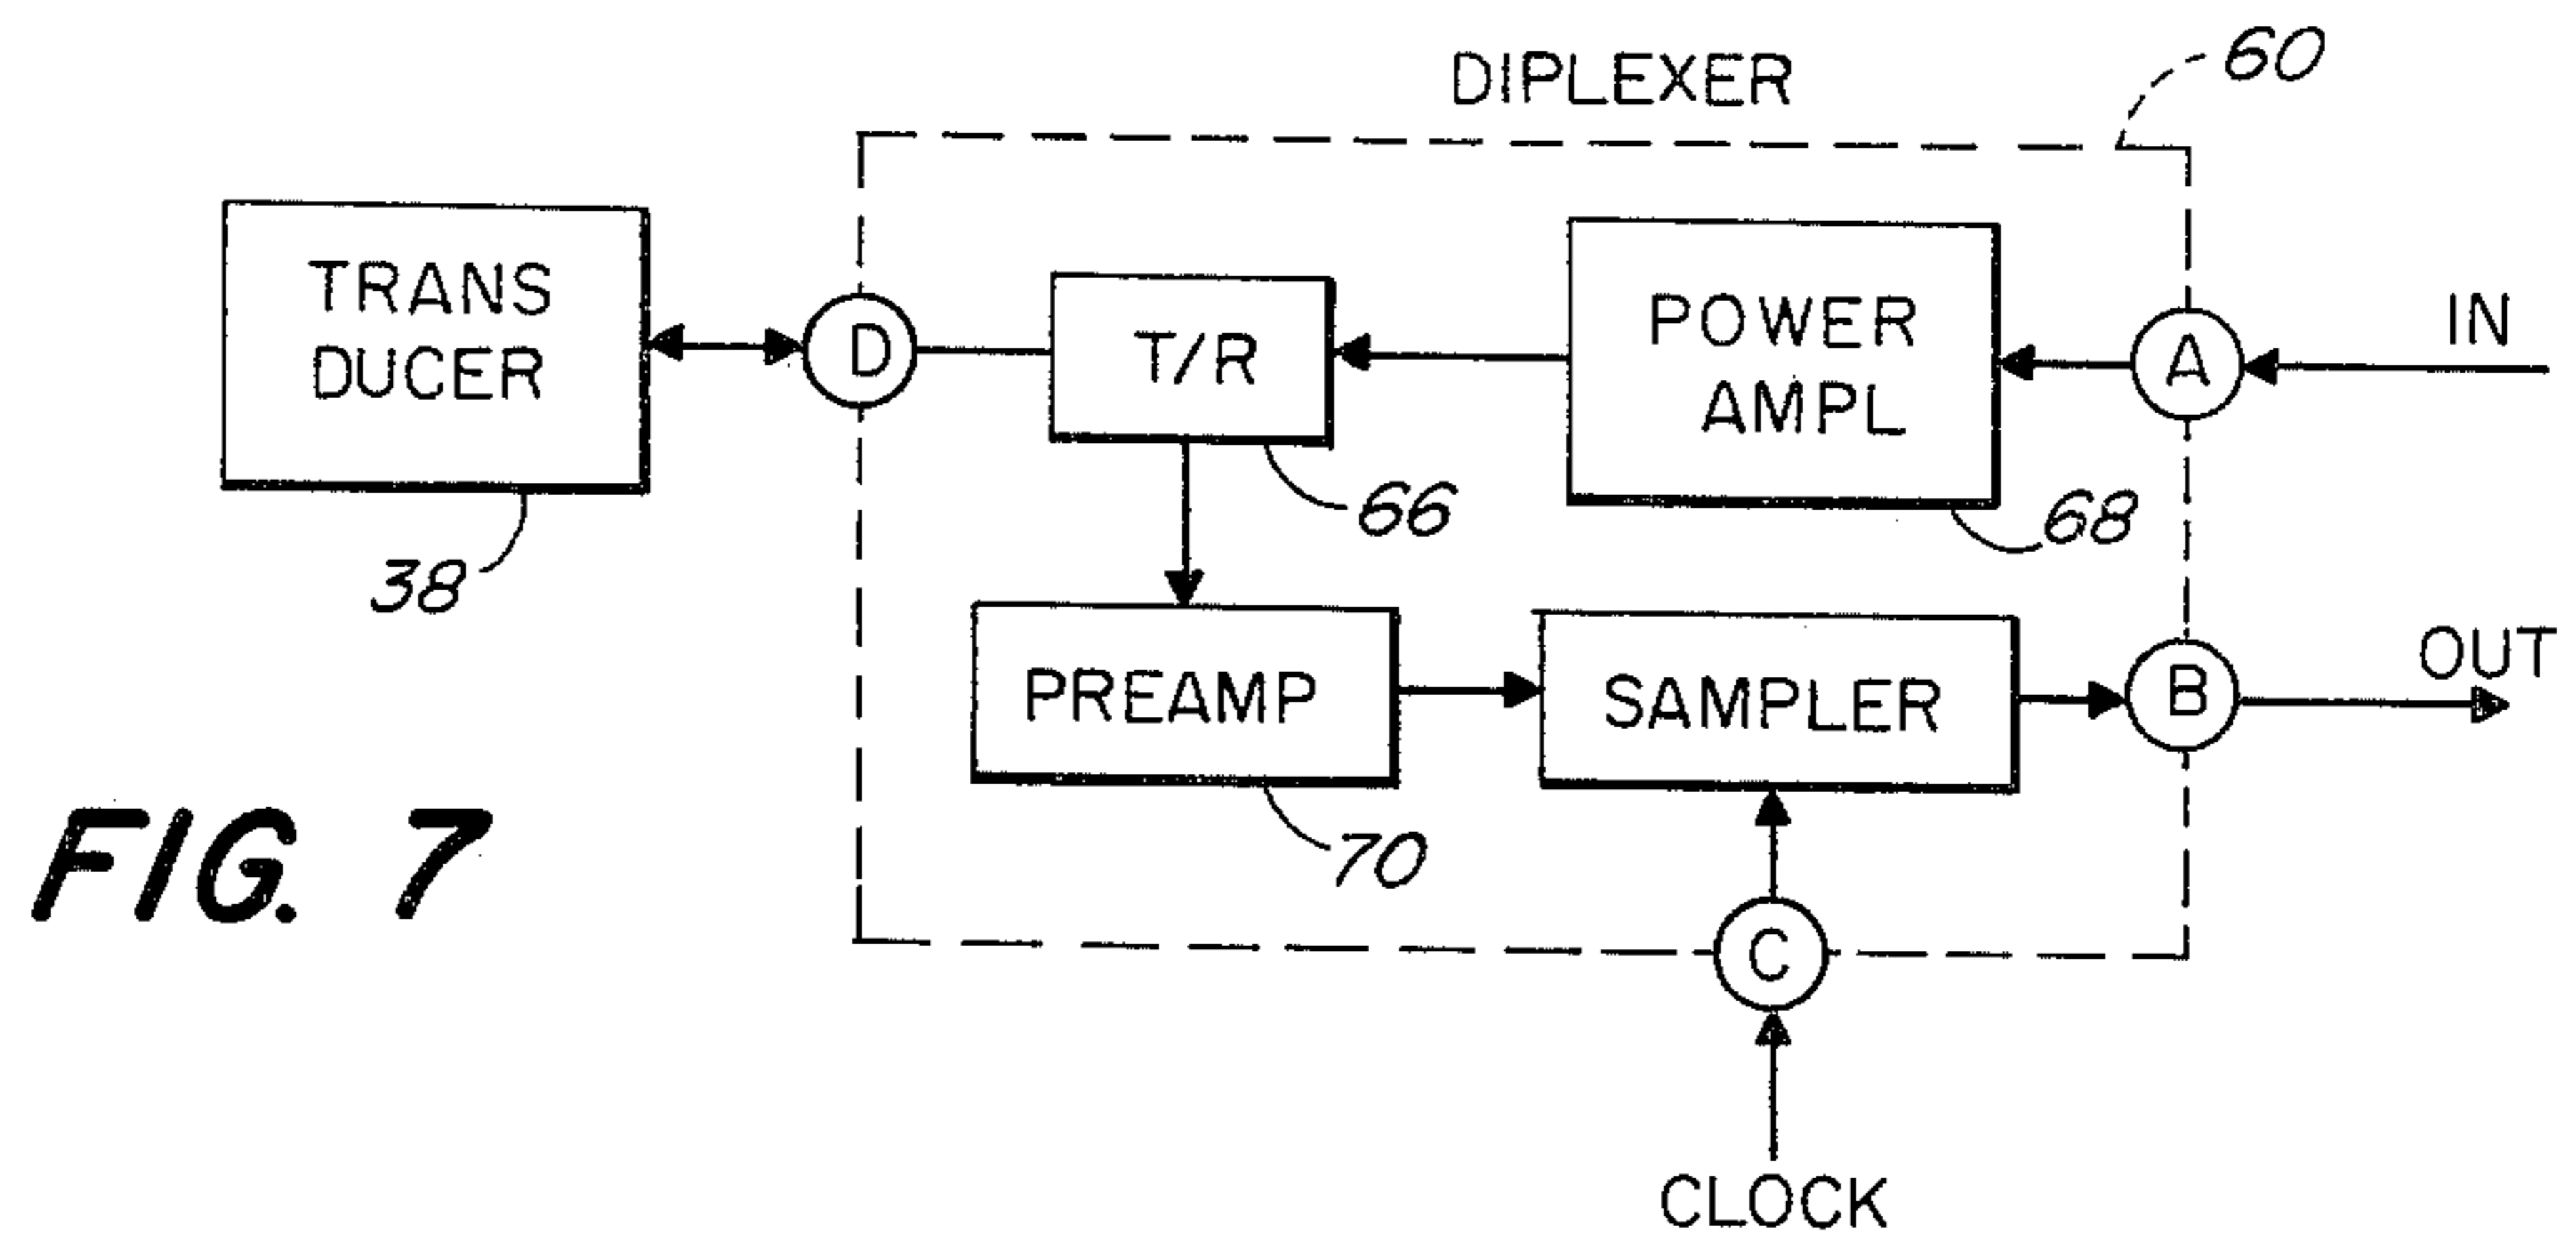 DIPLEXER
60
TRANS
DUCER
38
D
T/R
66
POWER
AMPL
68
A
IN
PREAMP
70
SAMPLER
B
OUT
C
CLOCK
FIG. 7